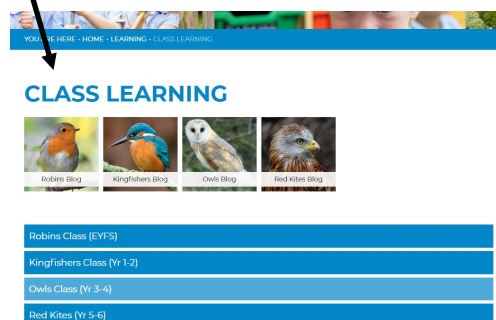 YOU ARE HERE • HOME • LEARNING • CLASS LEARNING
CLASS LEARNING
Robins Blog Kingfishers Blog Owls Blog Red Kites Blog
Robins Class (EYFS)
Kingfishers Class (Yr 1-2)
Owls Class (Yr 3-4)
Red Kites (Yr 5-6)